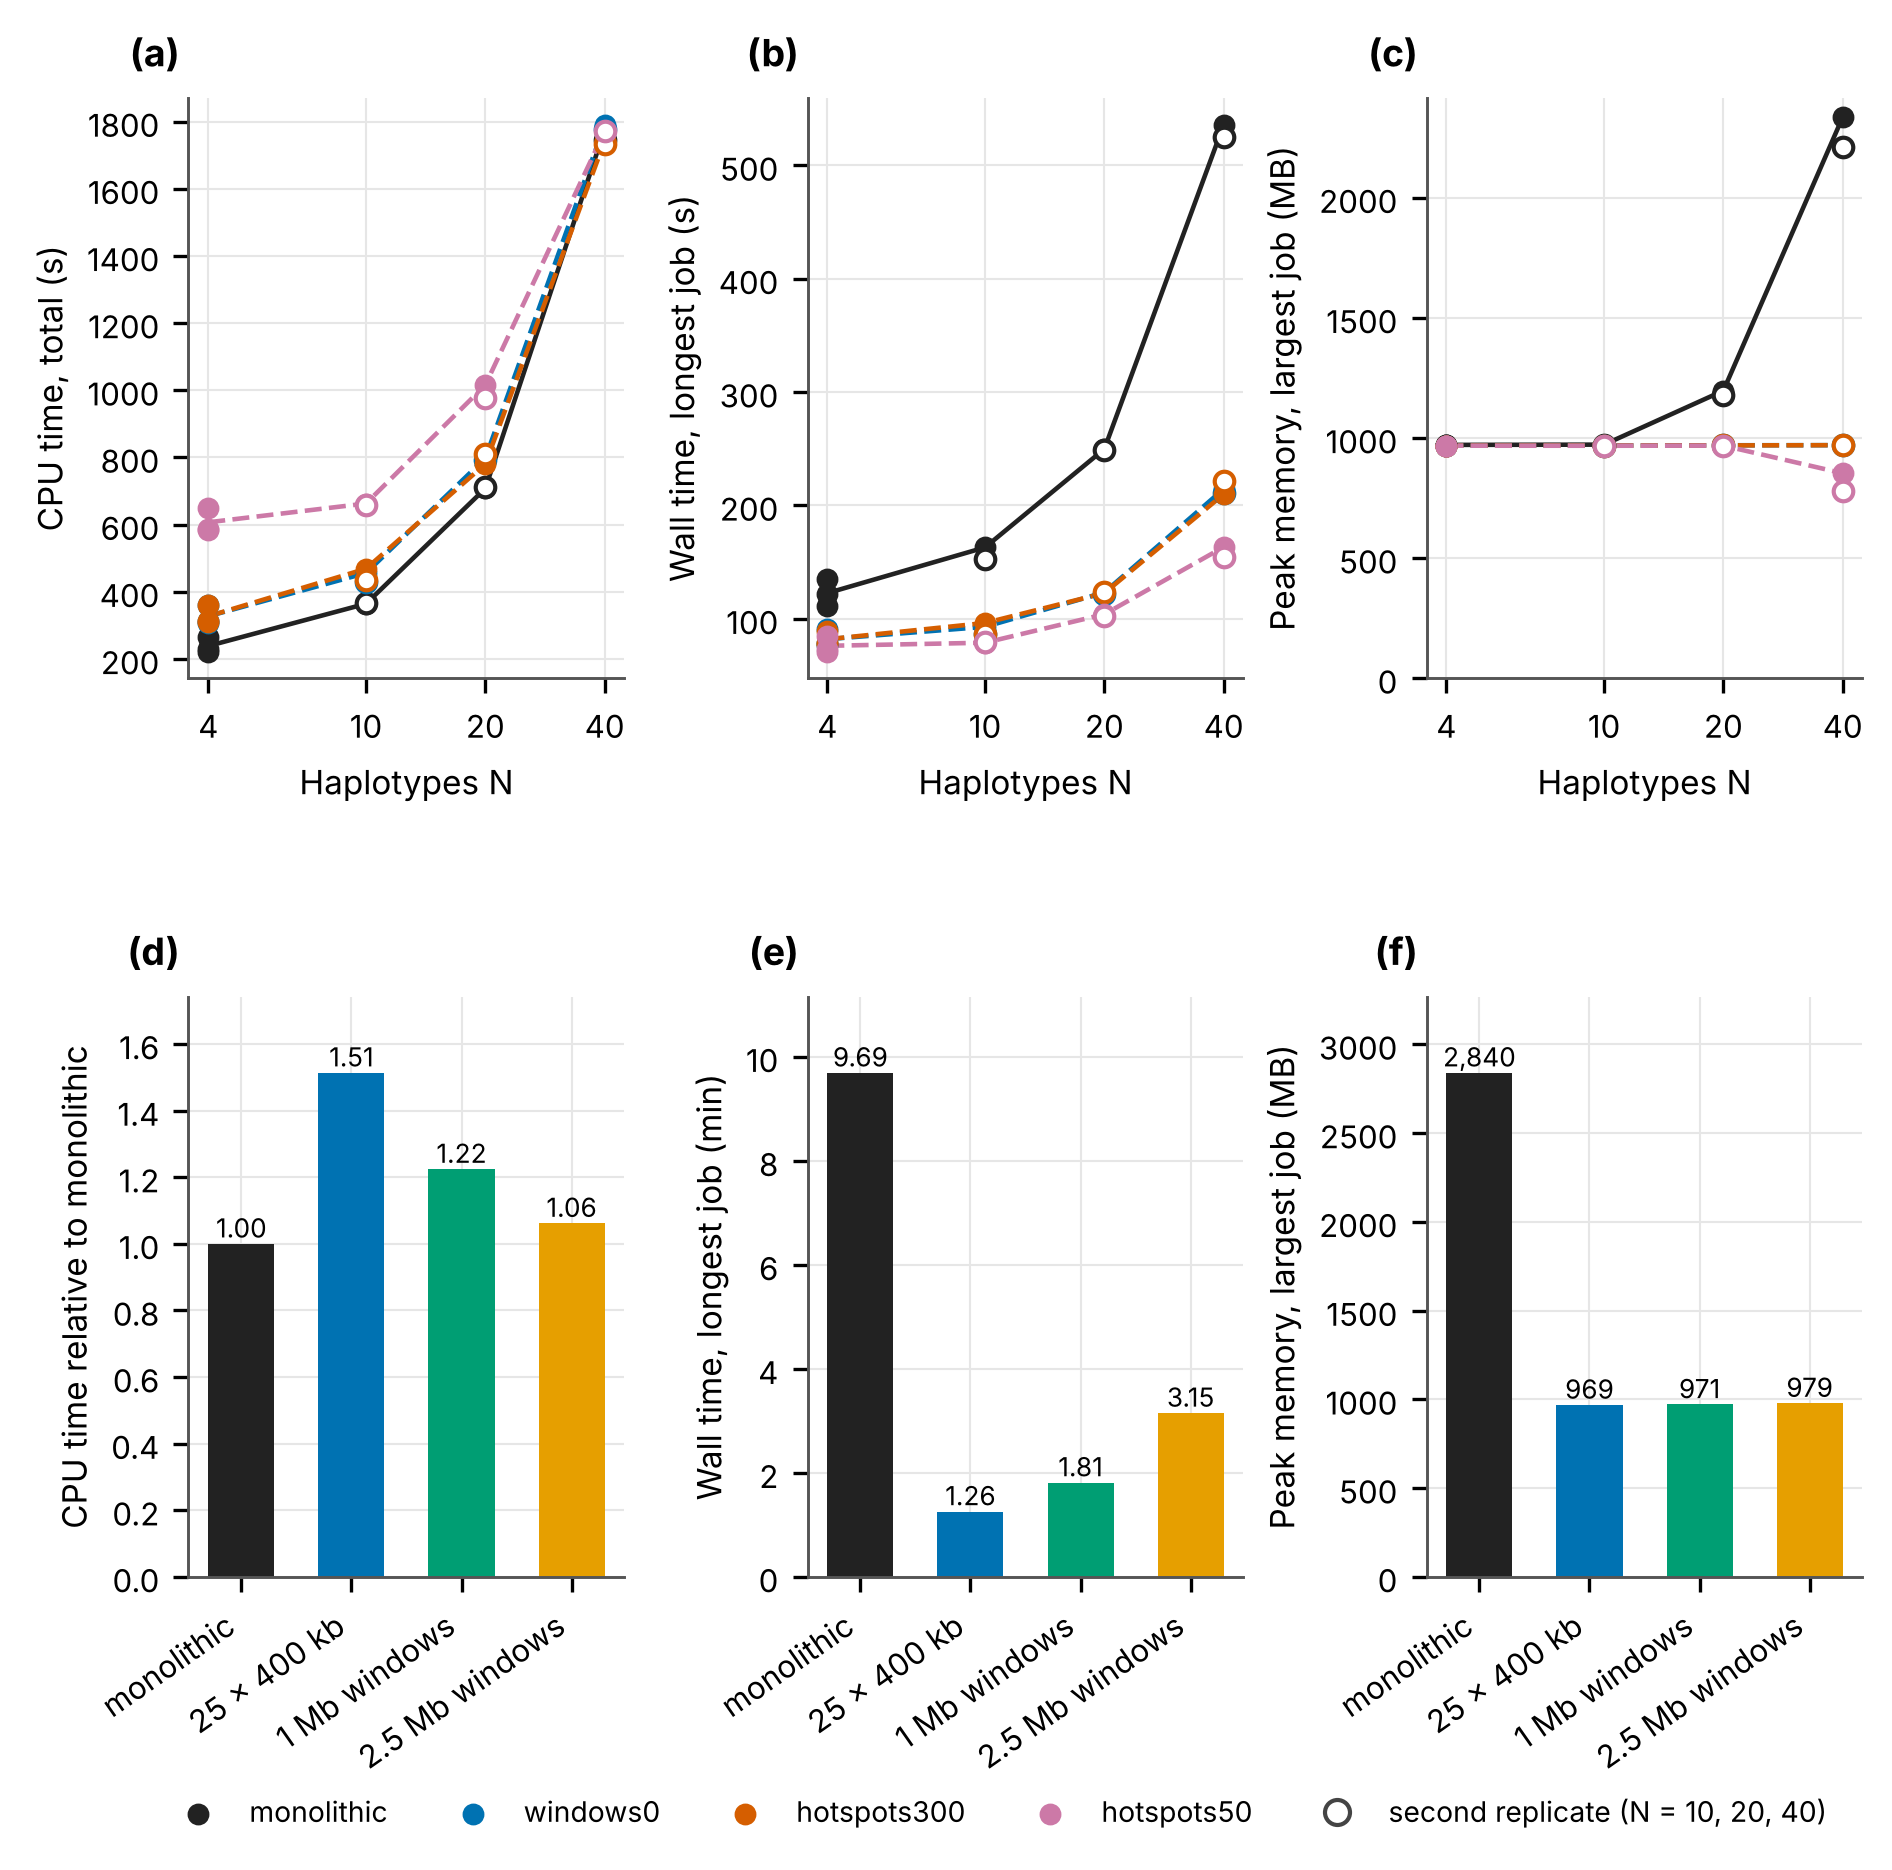 (a)
(b)
(c)
CPU time, total (s)
1800
1600
1400
1200
1000
800
600
400
200
4
10
20
40
Haplotypes N
Wall time, longest job (s)
500
400
300
200
100
4
10
20
40
Haplotypes N
Peak memory, largest job (MB)
2000
1500
1000
500
0
4
10
20
40
Haplotypes N
(d)
(e)
(f)
CPU time relative to monolithic
1.6
1.4
1.2
1.0
0.8
0.6
0.4
0.2
0.0
1.00
1.51
1.22
1.06
monolithic
25 × 400 kb
1 Mb windows
2.5 Mb windows
Wall time, longest job (min)
10
8
6
4
2
0
9.69
1.26
1.81
3.15
monolithic
25 × 400 kb
1 Mb windows
2.5 Mb windows
Peak memory, largest job (MB)
3000
2500
2000
1500
1000
500
0
2,840
969
971
979
monolithic
25 × 400 kb
1 Mb windows
2.5 Mb windows
monolithic
windows0
hotspots300
hotspots50
second replicate (N = 10, 20, 40)